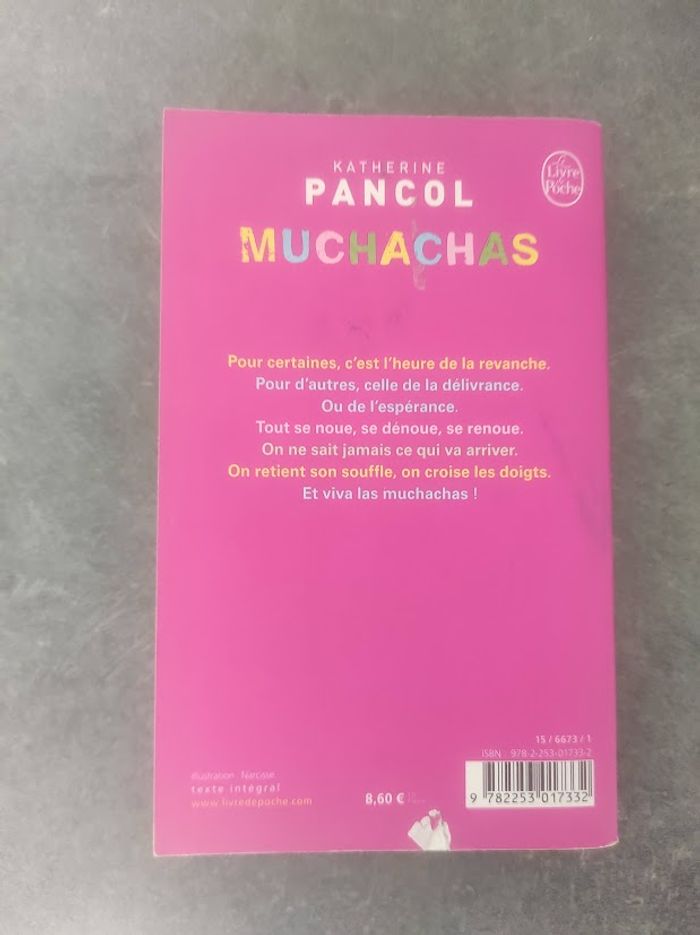 KATHERINE
PANCOL
Le
Livre
de
Poche
MUCHACHAS
Pour certaines, c'est l'heure de la revanche.
Pour d'autres, celle de la délivrance.
Ou de l'espérance.
Tout se noue, se dénoue, se renoue.
On ne sait jamais ce qui va arriver.
On retient son souffle, on croise les doigts.
Et viva las muchachas !
15 / 6673 / 1
ISBN : 978-2-253-01733-2
illustration : Narcisse
texte intégral
www.livredepoche.com
8,60 €
9 782253 017332